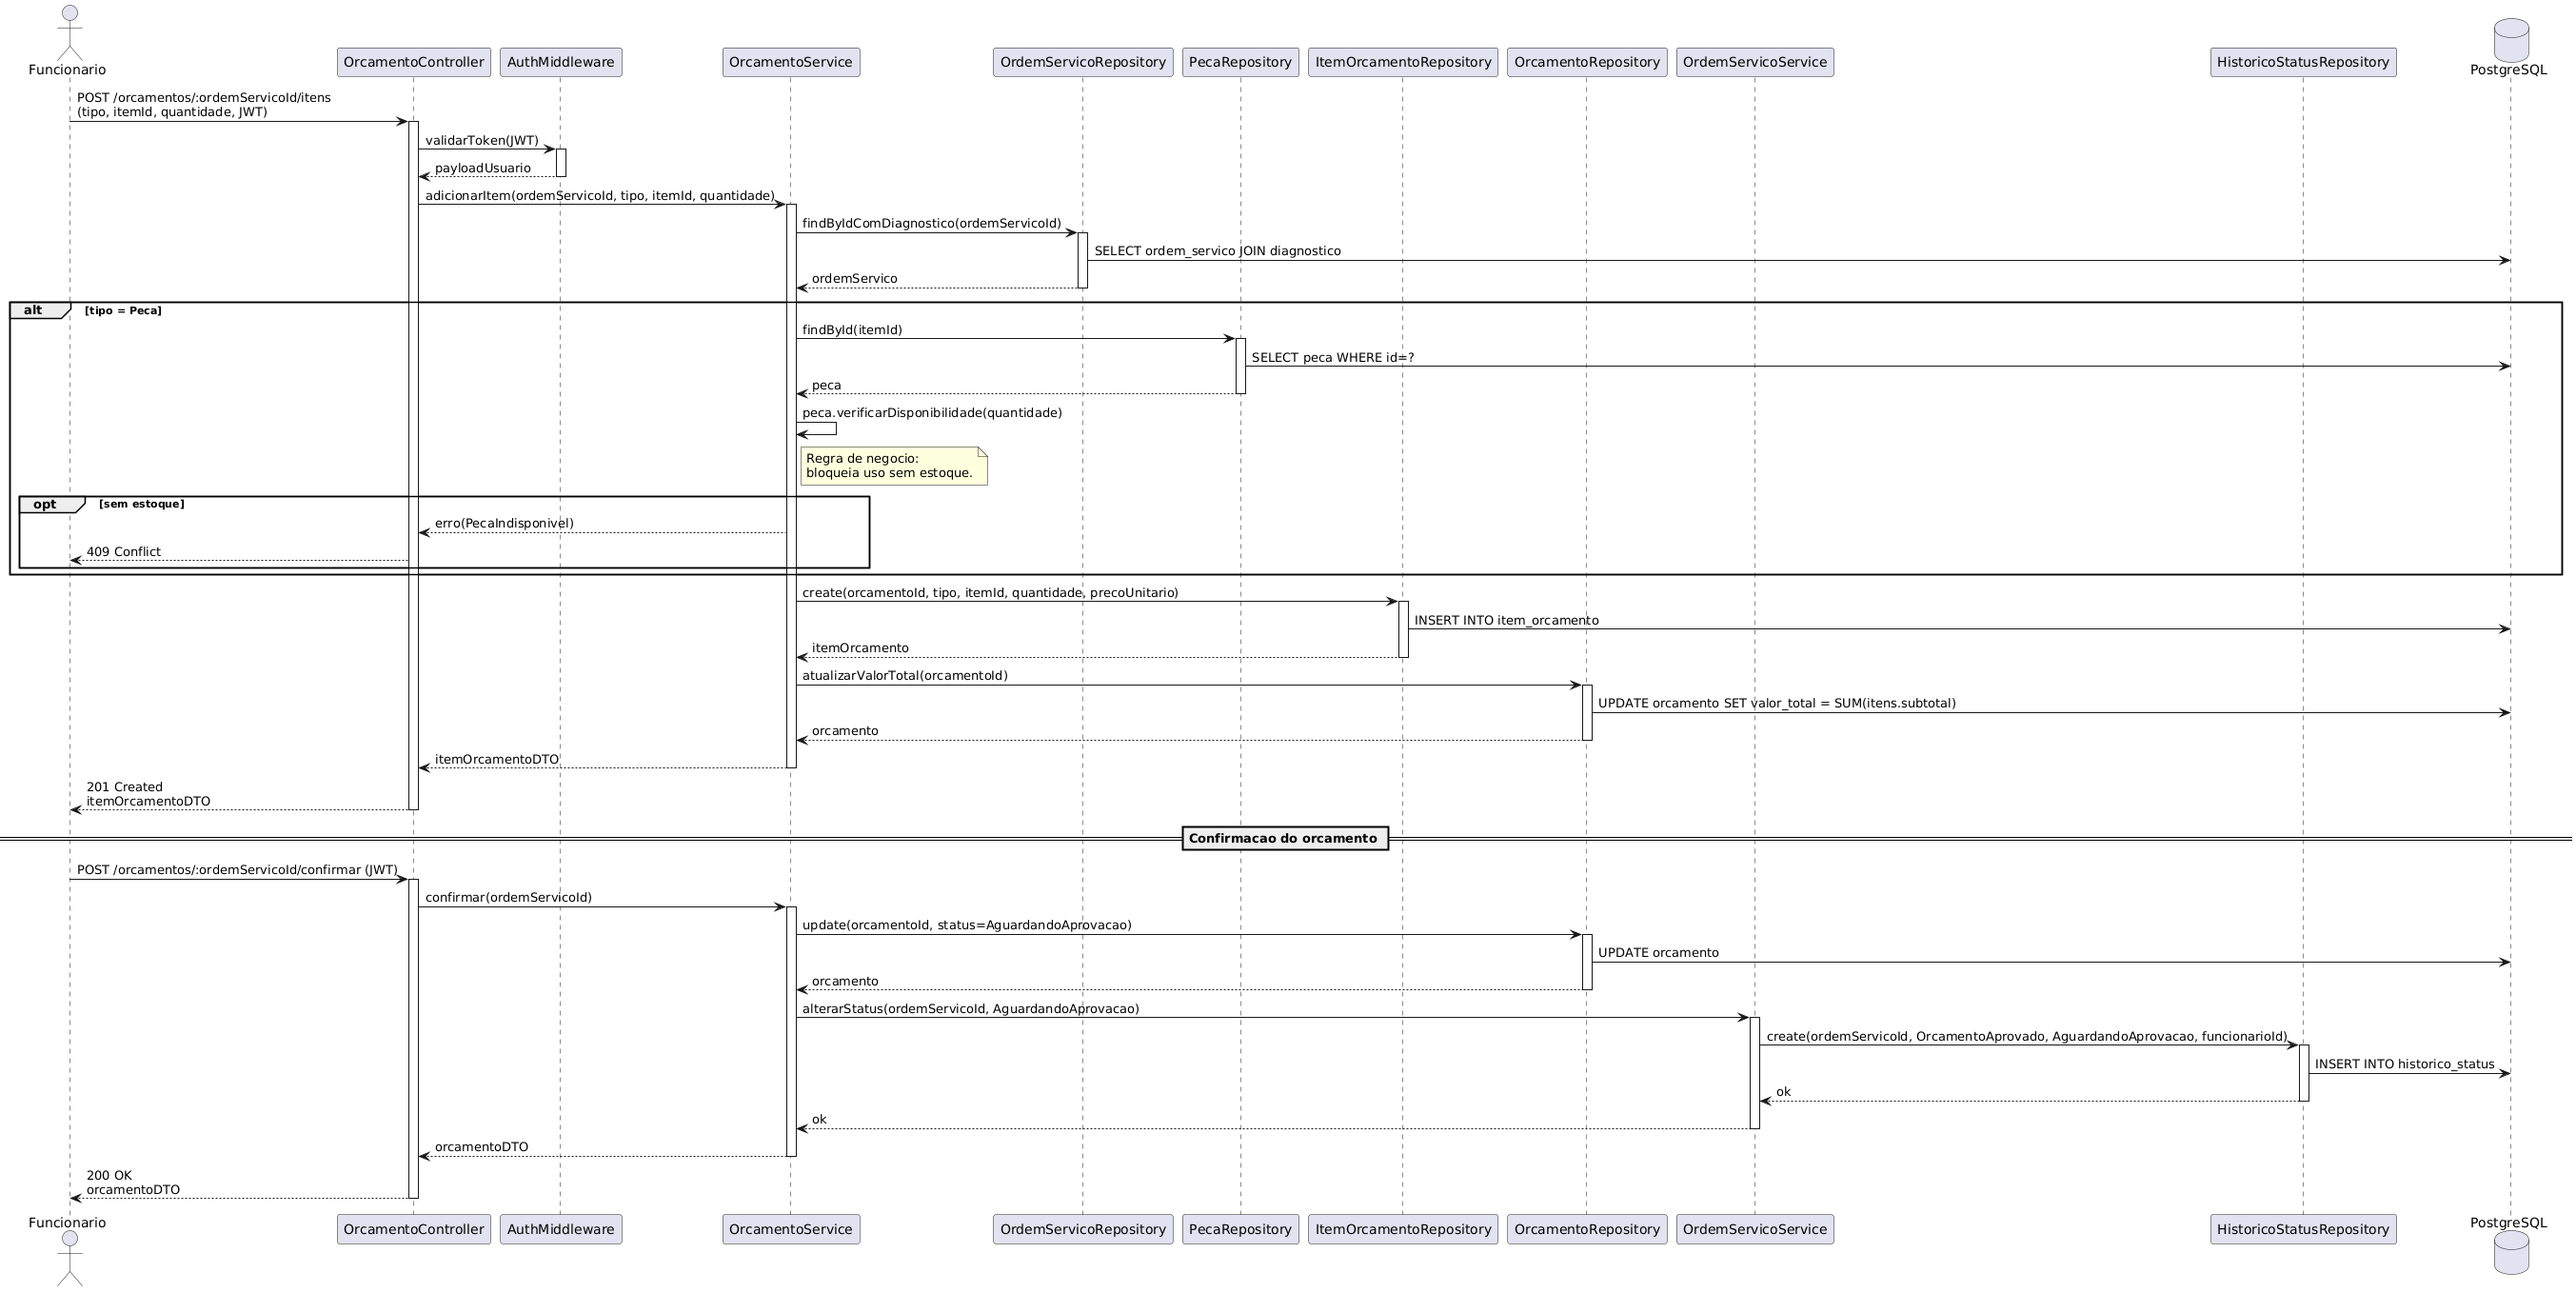 Funcionario
OrcamentoController
AuthMiddleware
OrcamentoService
OrdemServicoRepository
PecaRepository
ItemOrcamentoRepository
OrcamentoRepository
OrdemServicoService
HistoricoStatusRepository
PostgreSQL
POST /orcamentos/:ordemServicoId/itens
(tipo, itemId, quantidade, JWT)
validarToken(JWT)
payloadUsuario
adicionarItem(ordemServicoId, tipo, itemId, quantidade)
findByIdComDiagnostico(ordemServicoId)
SELECT ordem_servico JOIN diagnostico
ordemServico
alt
[tipo = Peca]
findById(itemId)
SELECT peca WHERE id=?
peca
peca.verificarDisponibilidade(quantidade)
Regra de negocio:
bloqueia uso sem estoque.
opt
[sem estoque]
erro(PecaIndisponivel)
409 Conflict
create(orcamentoId, tipo, itemId, quantidade, precoUnitario)
INSERT INTO item_orcamento
itemOrcamento
atualizarValorTotal(orcamentoId)
UPDATE orcamento SET valor_total = SUM(itens.subtotal)
orcamento
itemOrcamentoDTO
201 Created
itemOrcamentoDTO
Confirmacao do orcamento
POST /orcamentos/:ordemServicoId/confirmar (JWT)
confirmar(ordemServicoId)
update(orcamentoId, status=AguardandoAprovacao)
UPDATE orcamento
orcamento
alterarStatus(ordemServicoId, AguardandoAprovacao)
create(ordemServicoId, OrcamentoAprovado, AguardandoAprovacao, funcionarioId)
INSERT INTO historico_status
ok
ok
orcamentoDTO
200 OK
orcamentoDTO
Funcionario
OrcamentoController
AuthMiddleware
OrcamentoService
OrdemServicoRepository
PecaRepository
ItemOrcamentoRepository
OrcamentoRepository
OrdemServicoService
HistoricoStatusRepository
PostgreSQL